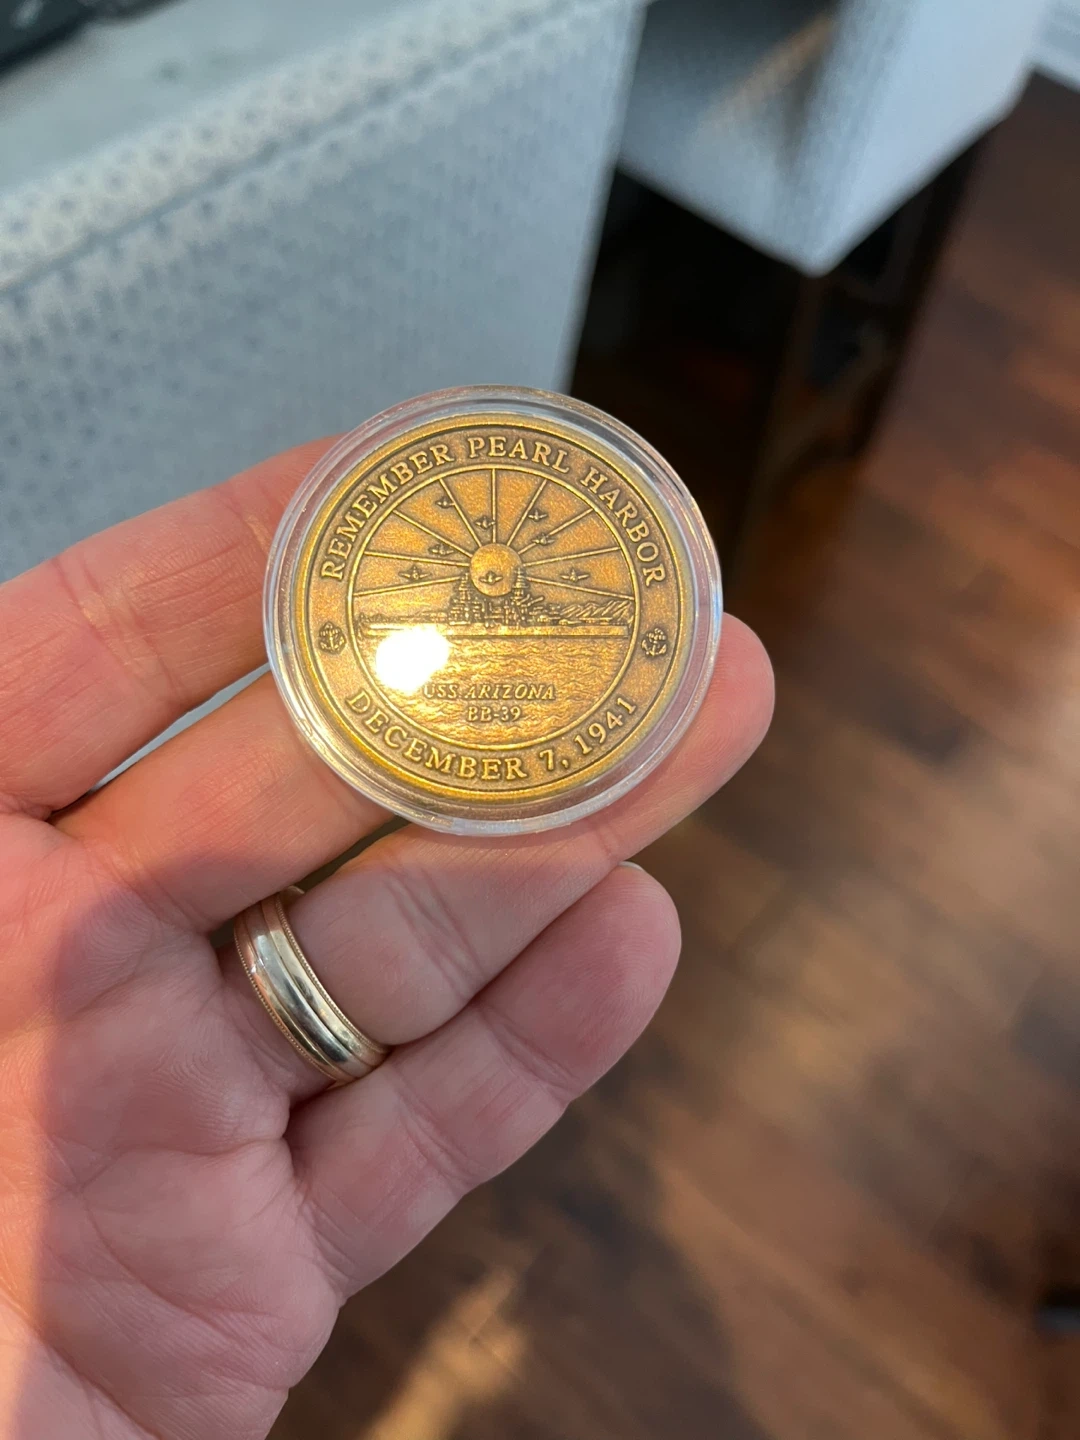 REMEMBER PEARL HARBOR
USS ARIZONA
BB-39
DECEMBER 7, 1941